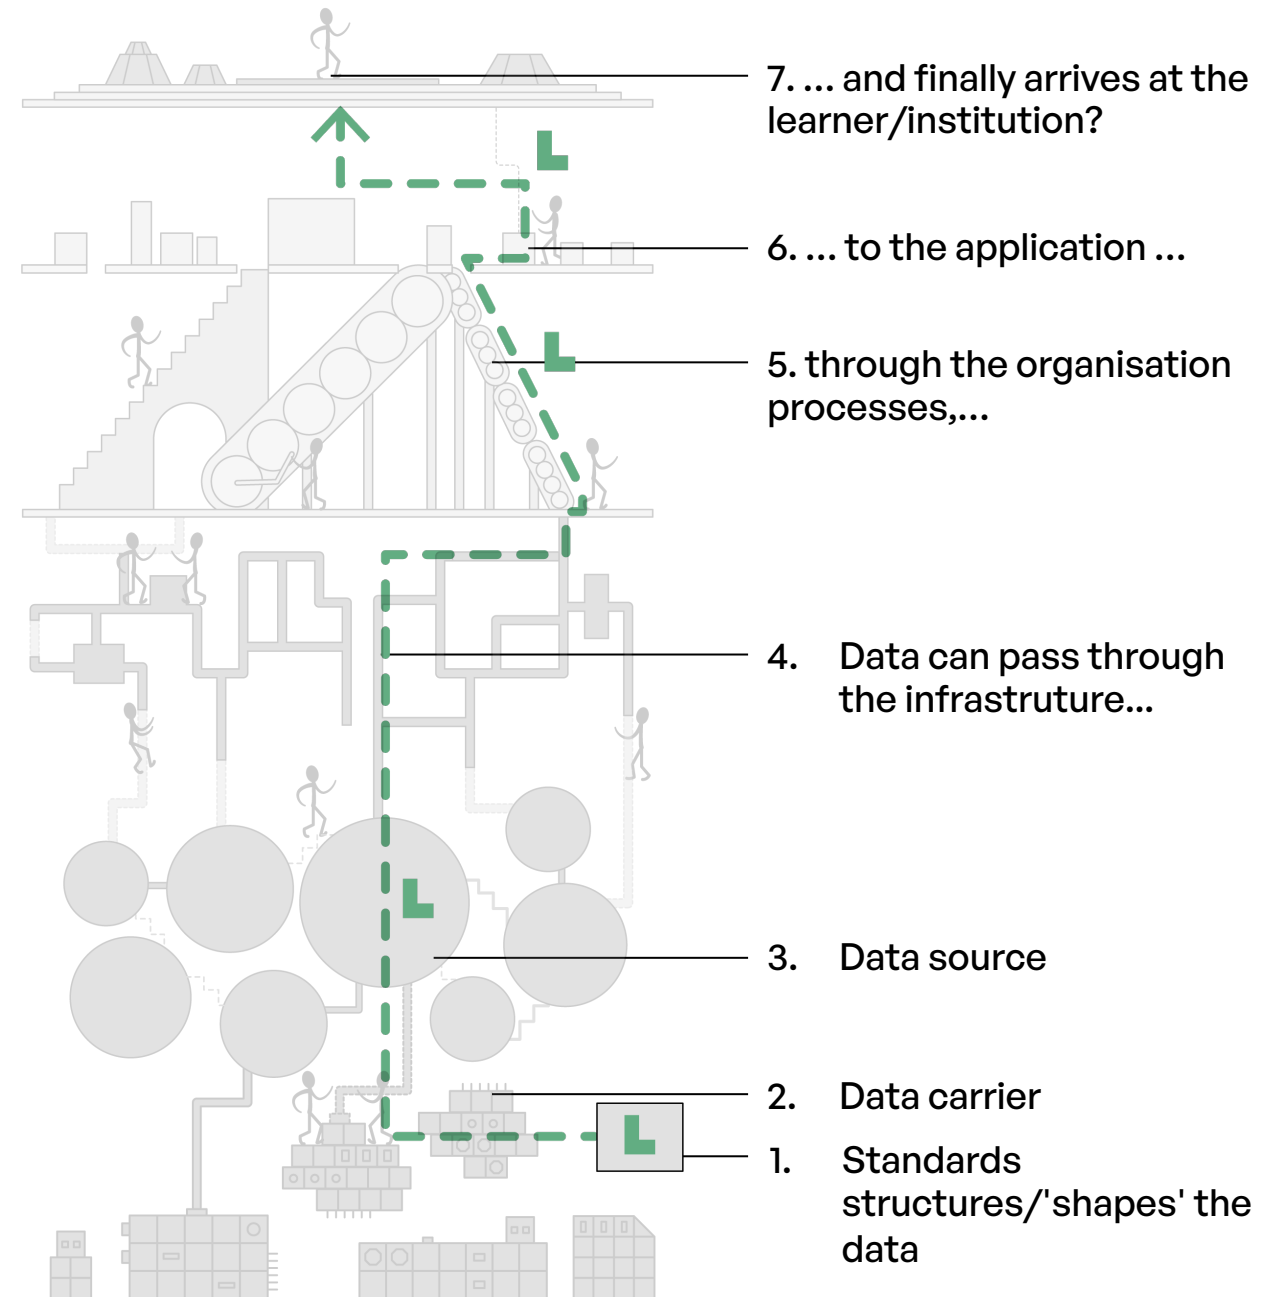 7. ... and finally arrives at the
learner/institution?
6. ... to the application ...
5. through the organisation
processes,...
4. Data can pass through
the infrastruture...
3. Data source
2. Data carrier
1. Standards
structures/'shapes' the
data